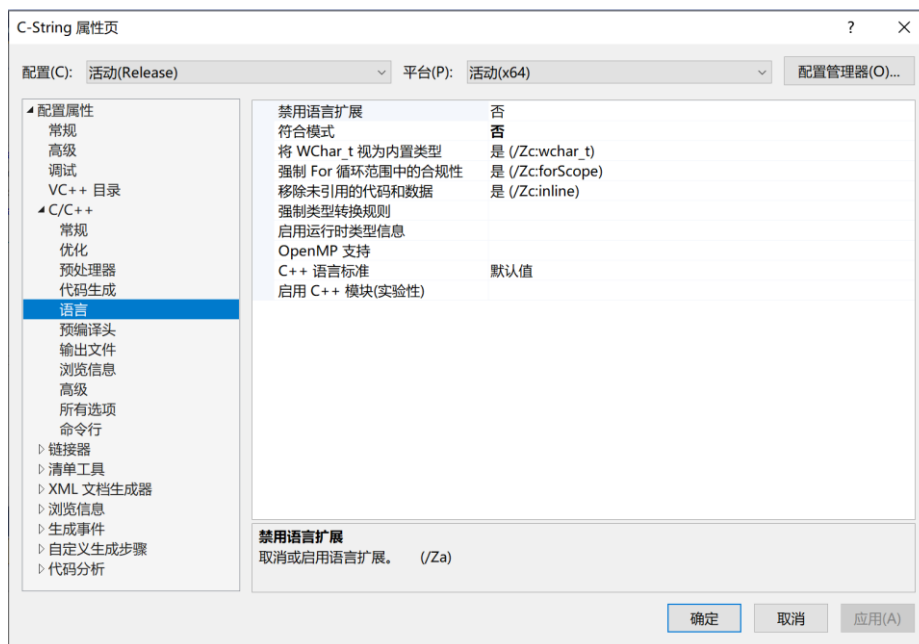 C-String 属性页
配置(C): 活动(Release) 平台(P): 活动(x64) 配置管理器(O)...
配置属性
常规
高级
调试
VC++ 目录
C/C++
常规
优化
预处理器
代码生成
语言
预编译头
输出文件
浏览信息
高级
所有选项
命令行
链接器
清单工具
XML 文档生成器
浏览信息
生成事件
自定义生成步骤
代码分析
禁用语言扩展 否
符合模式 否
将 WChar_t 视为内置类型 是 (/Zc:wchar_t)
强制 For 循环范围中的合规性 是 (/Zc:forScope)
移除未引用的代码和数据 是 (/Zc:inline)
强制类型转换规则
启用运行时类型信息
OpenMP 支持
C++ 语言标准 默认值
启用 C++ 模块(实验性)
禁用语言扩展
取消或启用语言扩展。 (/Za)
确定 取消 应用(A)